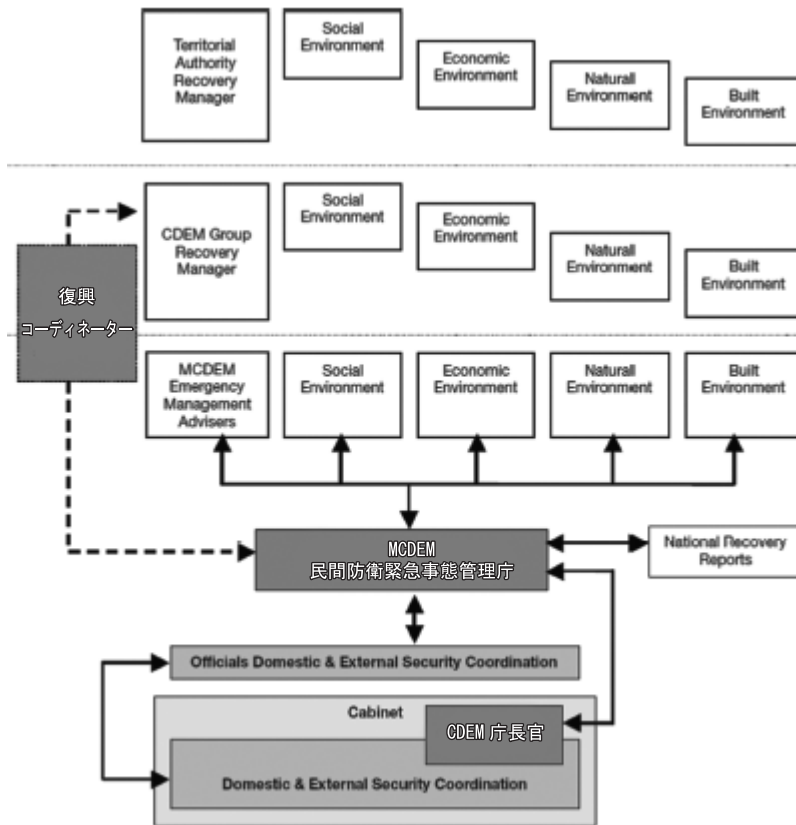 Territorial
Authority
Recovery
Manager
Social
Environment
Economic
Environment
Naturall
Environment
Built
Environment
CDEM Group
Recovery
Manager
Social
Environment
Economic
Environment
Naturall
Environment
Built
Environment
復興
コーディネーター
MCDEM
Emergency
Management
Advisers
Social
Environment
Economic
Environment
Naturall
Environment
Built
Environment
MCDEM
民間防衛緊急事態管理庁
National Recovery
Reports
Officials Domestic & External Security Coordination
Cabinet
CDEM 庁長官
Domestic & External Security Coordination